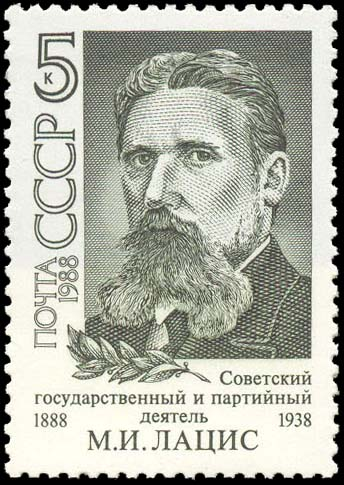 5 к
ПОЧТА СССР
1988
Советский
государственный и партийный
1888 деятель 1938
М.И. ЛАЦИС